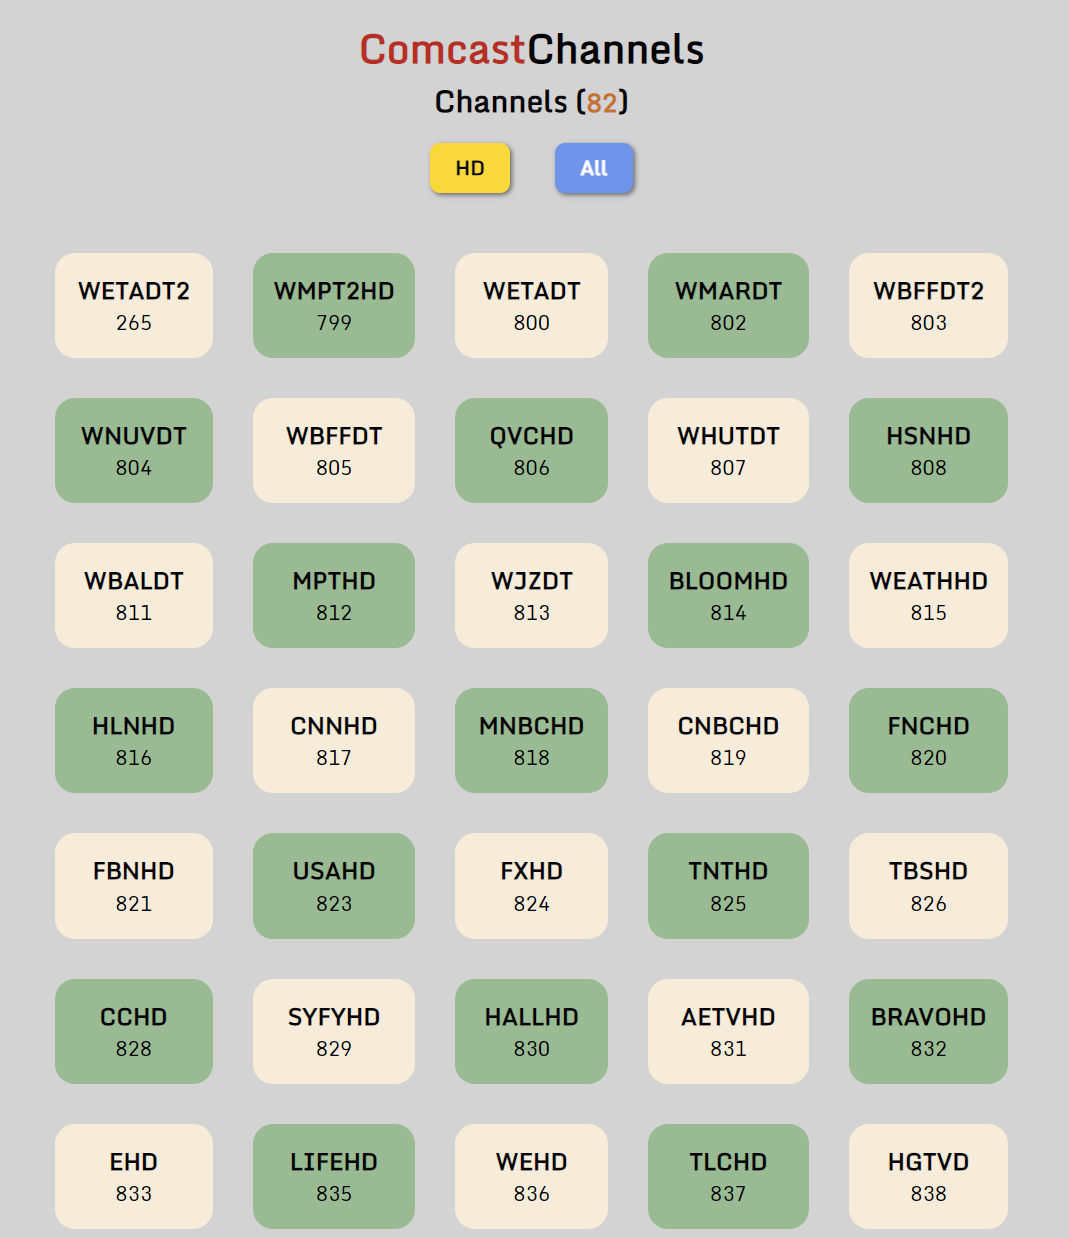 ComcastChannels
Channels (82)
HD All
WETADT2 WMPT2HD WETADT WMARDT WBFFDT2
265 799 800 802 803
WNUVDT WBFFDT QVCHD WHUTDT HSNHD
804 805 806 807 808
WBALDT MPTHD WJZDT BLOOMHD WEATHHD
811 812 813 814 815
HLNHD CNNHD MNBCHD CNBCHD FNCHD
816 817 818 819 820
FBNHD USAHD FXHD TNTHD TBSHD
821 823 824 825 826
CCHD SYFYHD HALLHD AETVHD BRAVOHD
828 829 830 831 832
EHD LIFEHD WEHD TLCHD HGTVD
833 835 836 837 838